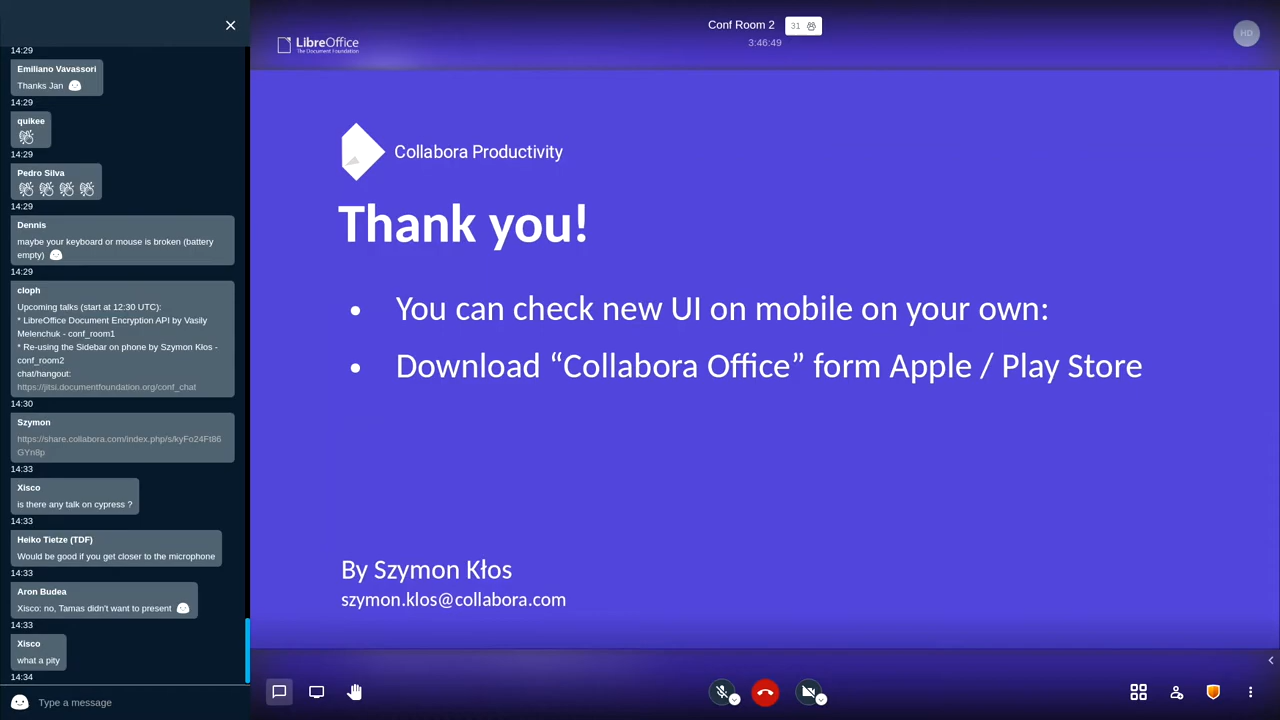 14:29
Emiliano Vavassori
Thanks Jan
14:29
quikee
14:29
Pedro Silva
14:29
Dennis
maybe your keyboard or mouse is broken (battery
empty)
14:29
cloph
Upcoming talks (start at 12:30 UTC):
* LibreOffice Document Encryption API by Vasily
Melenchuk - conf_room1
* Re-using the Sidebar on phone by Szymon Kłos -
conf_room2
chat/hangout:
https://jitsi.documentfoundation.org/conf_chat
14:30
Szymon
https://share.collabora.com/index.php/s/kyFo24Ft86
GYn8p
14:33
Xisco
is there any talk on cypress ?
14:33
Heiko Tietze (TDF)
Would be good if you get closer to the microphone
14:33
Aron Budea
Xisco: no, Tamas didn't want to present
14:33
Xisco
what a pity
14:34
Type a message
LibreOffice
The Document Foundation
Conf Room 2
31
3:46:49
HD
Collabora Productivity
Thank you!
• You can check new UI on mobile on your own:
• Download “Collabora Office” form Apple / Play Store
By Szymon Kłos
szymon.klos@collabora.com